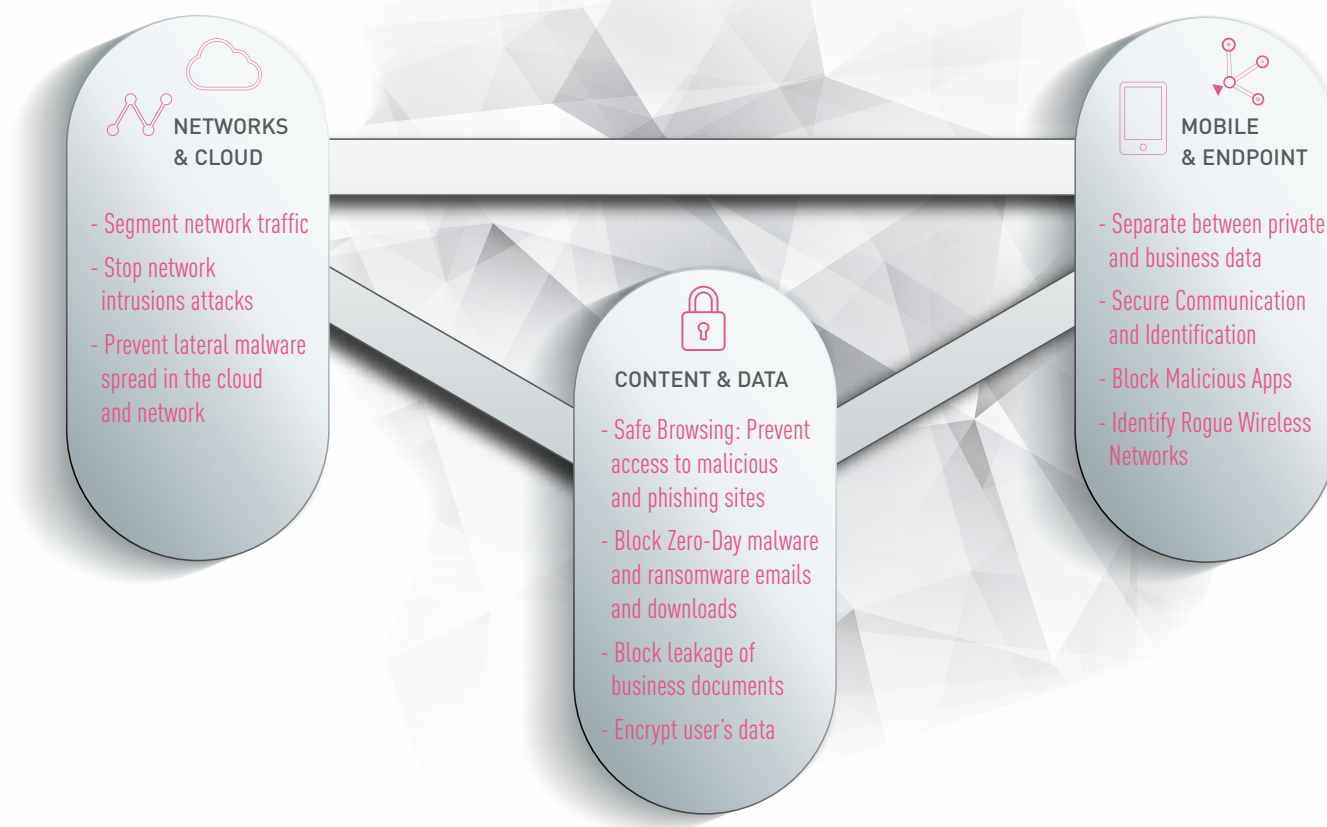 NETWORKS
& CLOUD
- Segment network traffic
- Stop network
intrusions attacks
- Prevent lateral malware
spread in the cloud
and network
CONTENT & DATA
- Safe Browsing: Prevent
access to malicious
and phishing sites
- Block Zero-Day malware
and ransomware emails
and downloads
- Block leakage of
business documents
- Encrypt user’s data
MOBILE
& ENDPOINT
- Separate between private
and business data
- Secure Communication
and Identification
- Block Malicious Apps
- Identify Rogue Wireless
Networks